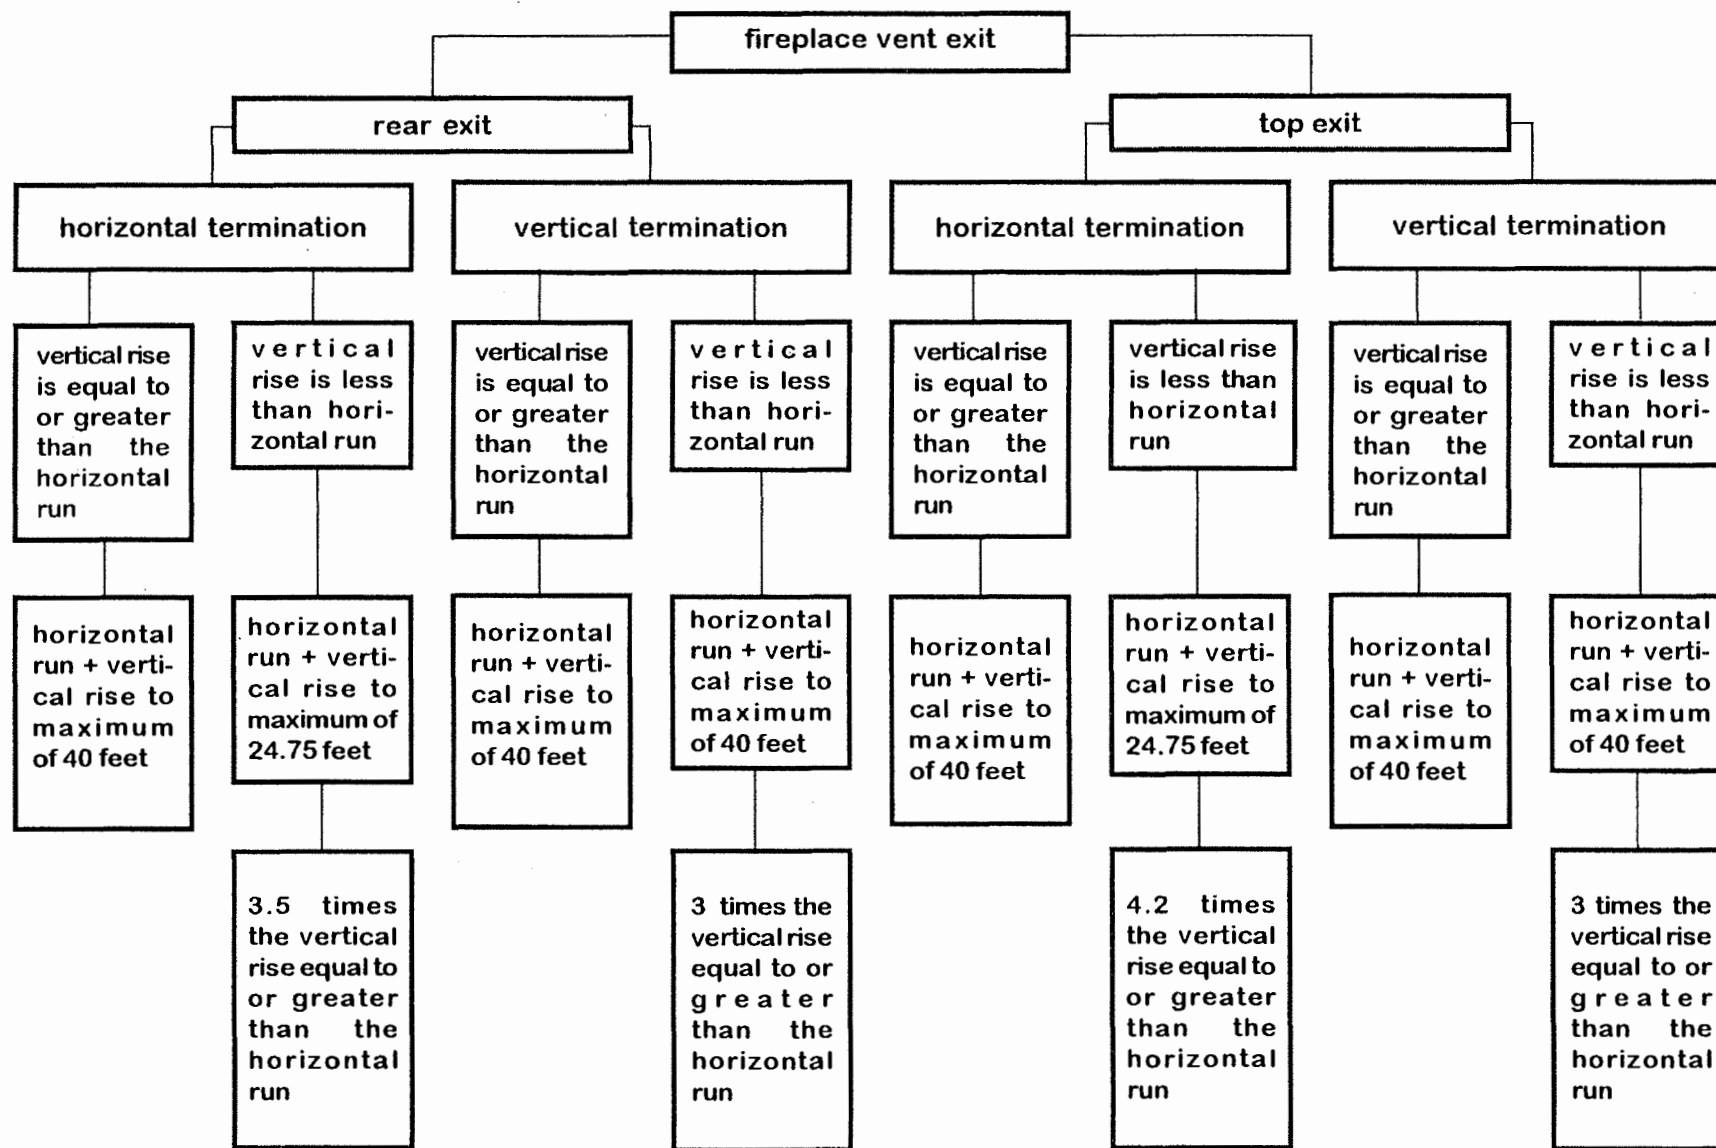 fireplace vent exit
rear exit
top exit
horizontal termination
vertical termination
horizontal termination
vertical termination
vertical rise
is equal to
or greater
than the
horizontal
run
vertical
rise is less
than hori-
zontal run
vertical rise
is equal to
or greater
than the
horizontal
run
vertical
rise is less
than hori-
zontal run
vertical rise
is equal to
or greater
than the
horizontal
run
vertical rise
is less than
horizontal
run
vertical rise
is equal to
or greater
than the
horizontal
run
vertical
rise is less
than hori-
zontal run
horizontal
run + verti-
cal rise to
maximum
of 40 feet
horizontal
run + verti-
cal rise to
maximum of
24.75 feet
horizontal
run + verti-
cal rise to
maximum
of 40 feet
horizontal
run + verti-
cal rise to
maximum
of 40 feet
horizontal
run + verti-
cal rise to
maximum
of 40 feet
horizontal
run + verti-
cal rise to
maximum of
24.75 feet
horizontal
run + verti-
cal rise to
maximum
of 40 feet
horizontal
run + verti-
cal rise to
maximum
of 40 feet
3.5 times
the vertical
rise equal to
or greater
than the
horizontal
run
3 times the
vertical rise
equal to or
greater
than the
horizontal
run
4.2 times
the vertical
rise equal to
or greater
than the
horizontal
run
3 times the
vertical rise
equal to or
greater
than the
horizontal
run